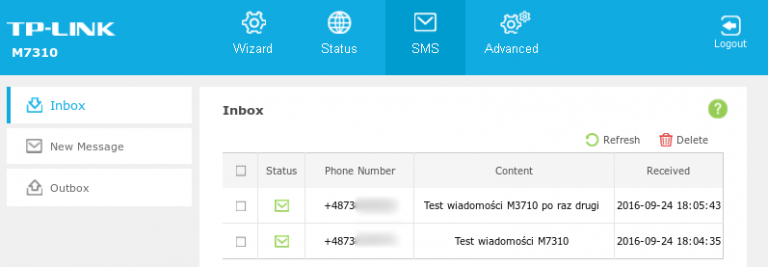 TP-LINK
M7310
Wizard
Status
SMS
Advanced
Logout
Inbox
New Message
Outbox
Inbox
?
Refresh
Delete
Status Phone Number Content Received
+4873 Test wiadomości M3710 po raz drugi 2016-09-24 18:05:43
+4873 Test wiadomości M7310 2016-09-24 18:04:35